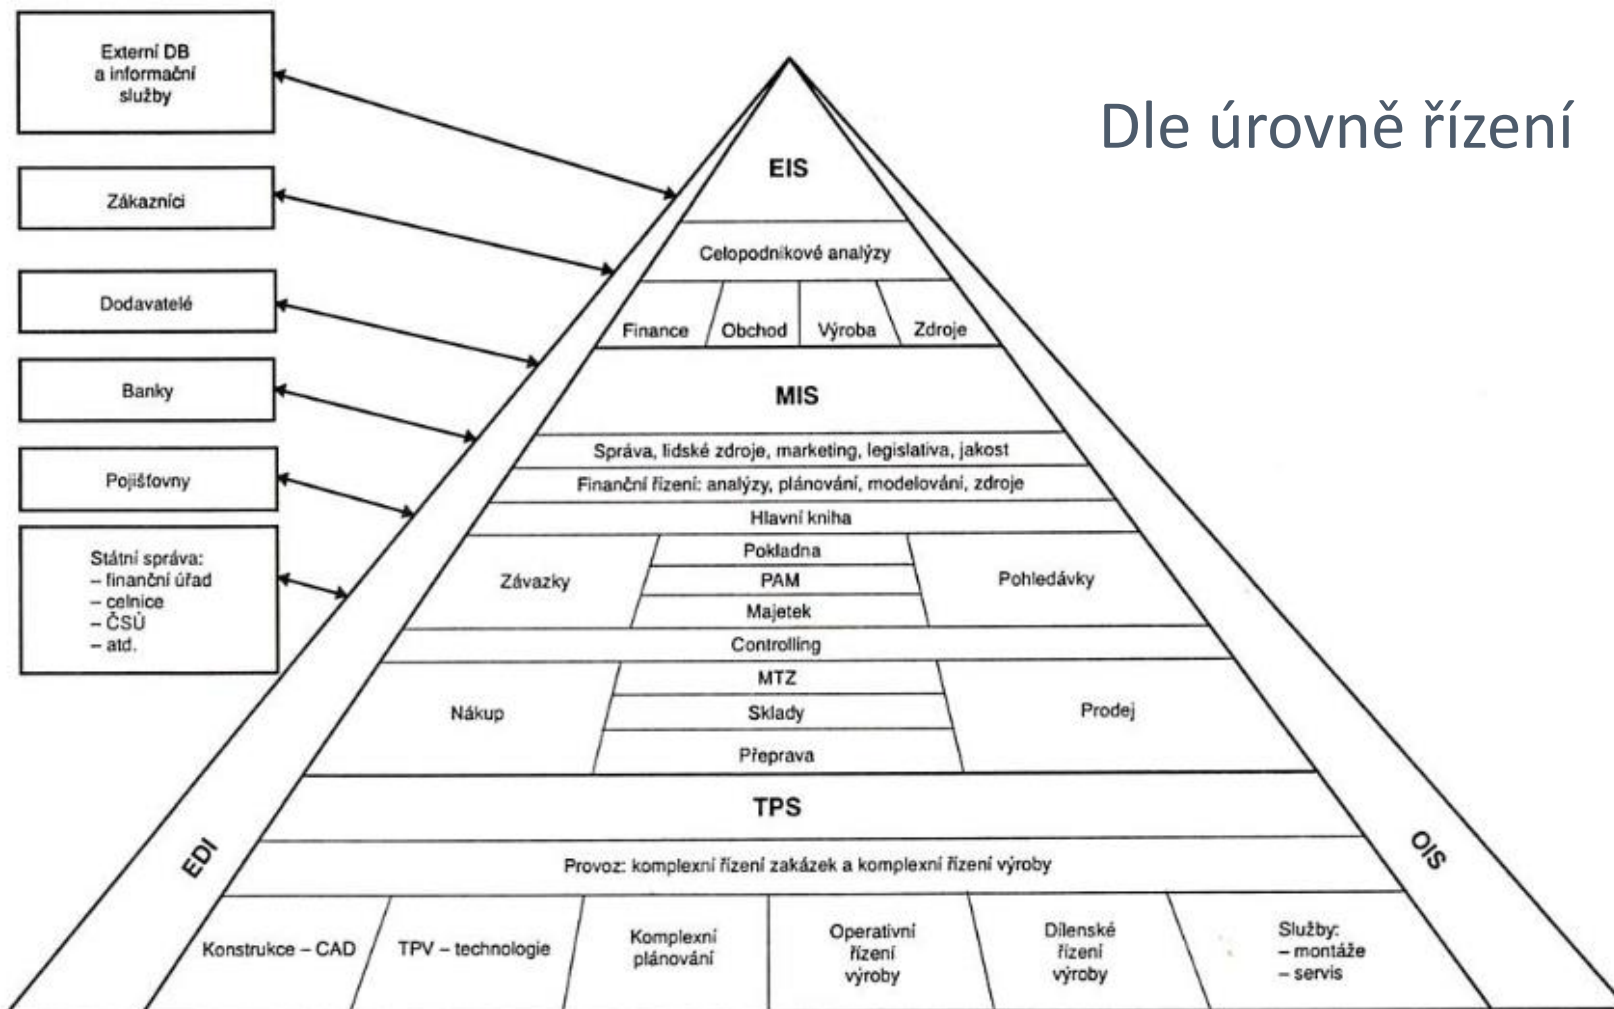 Dle úrovně řízení
Externí DB
a informační
služby
Zákazníci
Dodavatelé
Banky
Pojišťovny
Státní správa:
– finanční úřad
– celnice
– ČSÚ
– atd.
EIS
Celopodnikové analýzy
Finance
Obchod
Výroba
Zdroje
MIS
Správa, lidské zdroje, marketing, legislativa, jakost
Finanční řízení: analýzy, plánování, modelování, zdroje
Hlavní kniha
Závazky
Pokladna
PAM
Majetek
Pohledávky
Controlling
Nákup
MTZ
Sklady
Přeprava
Prodej
TPS
Provoz: komplexní řízení zakázek a komplexní řízení výroby
Konstrukce – CAD
TPV – technologie
Komplexní
plánování
Operativní
řízení
výroby
Dílenské
řízení
výroby
Služby:
– montáže
– servis
EDI
OIS